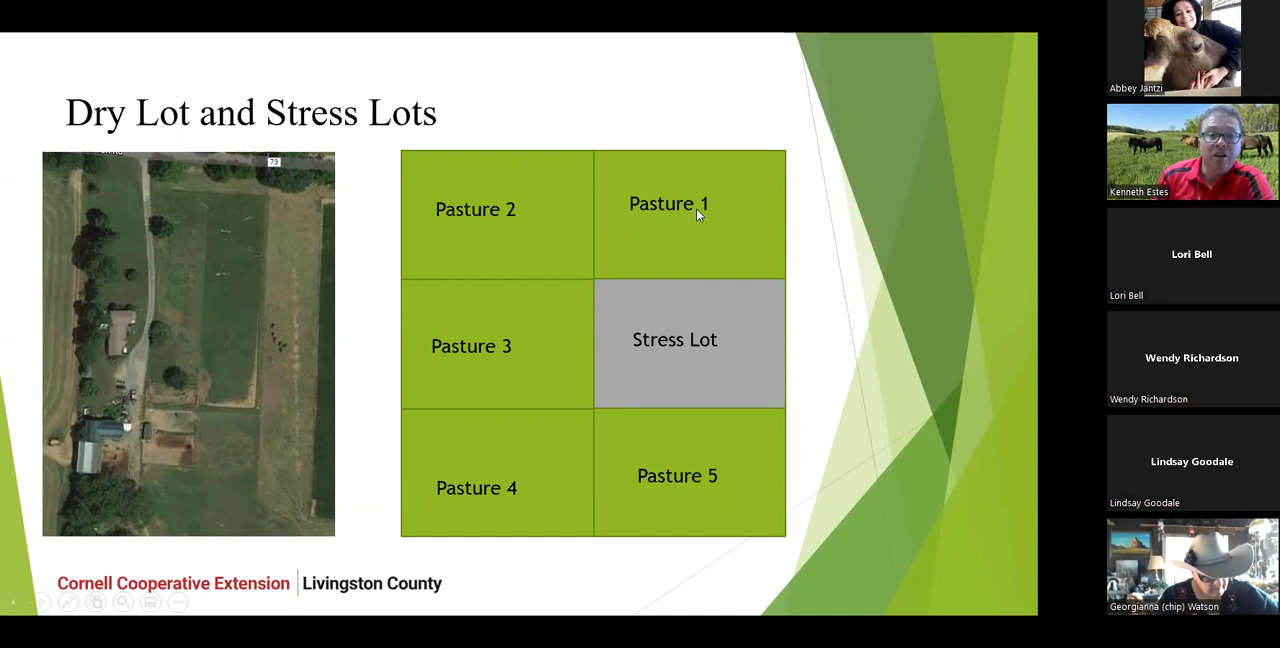 Dry Lot and Stress Lots
73
Pasture 2
Pasture 1
Pasture 3
Stress Lot
Pasture 4
Pasture 5
Cornell Cooperative Extension | Livingston County
Abbey Jantzi
Kenneth Estes
Lori Bell
Lori Bell
Wendy Richardson
Wendy Richardson
Lindsay Goodale
Lindsay Goodale
Georgianna (chip) Watson